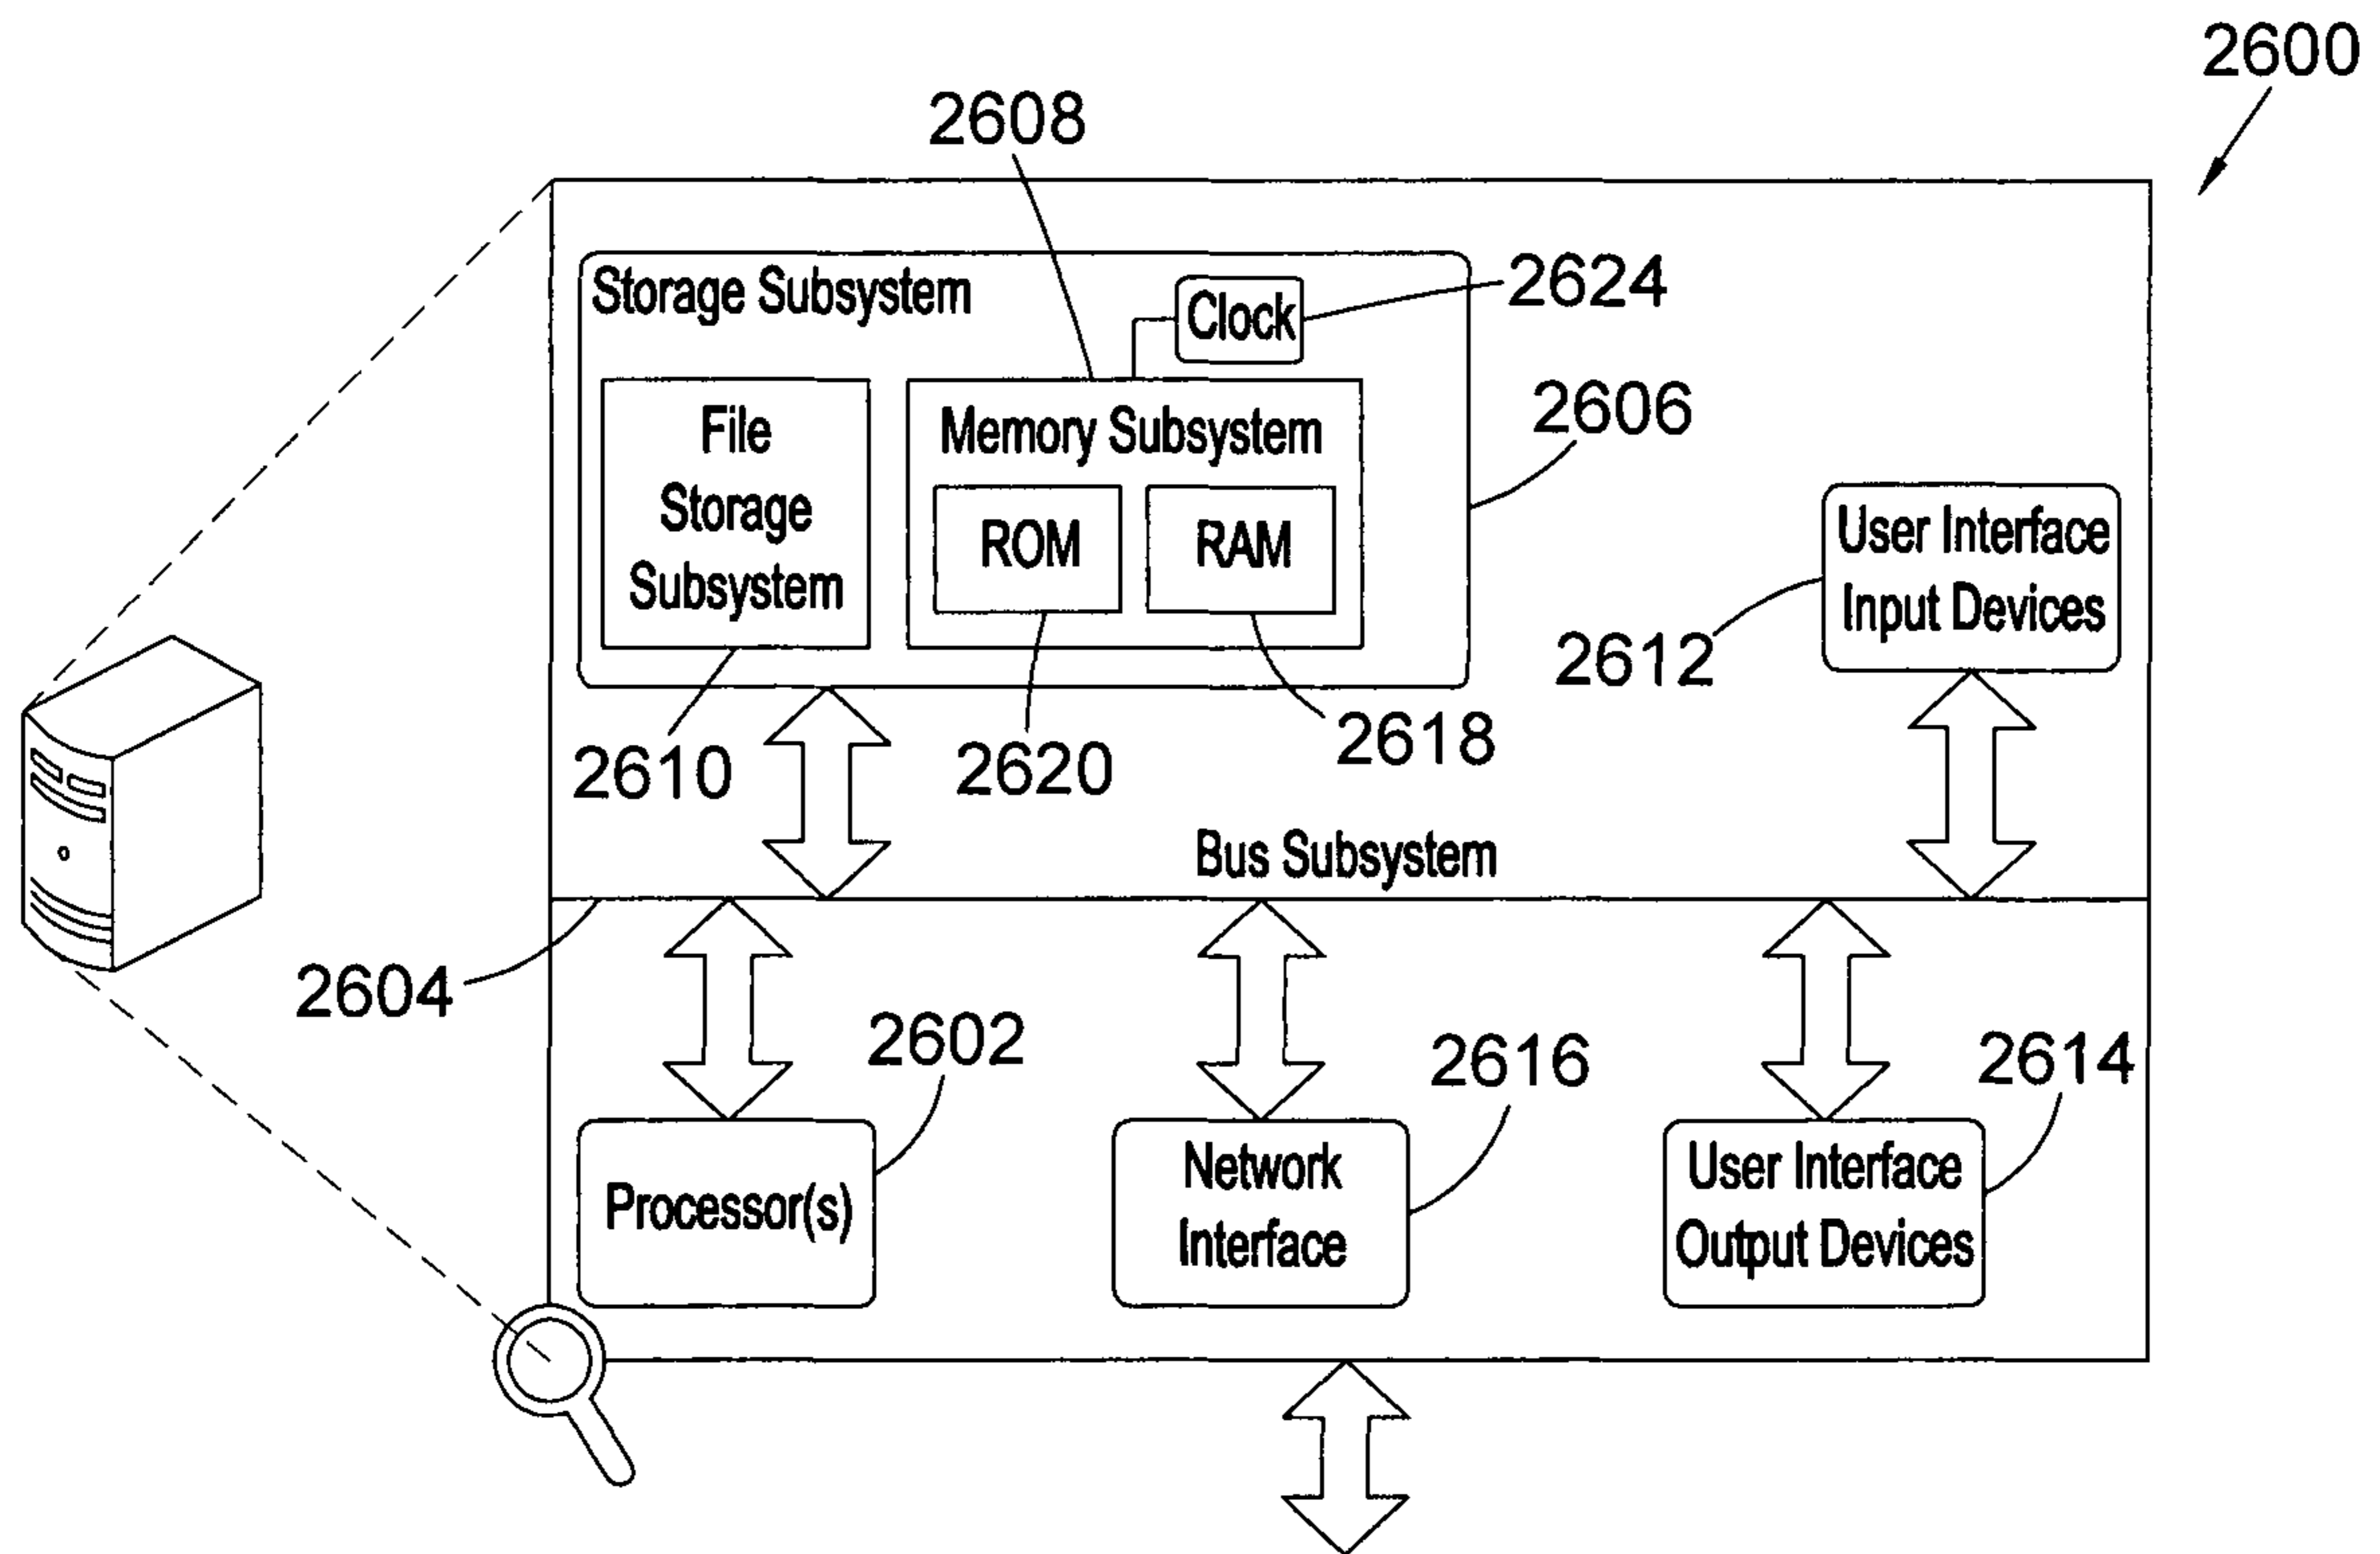 2600
2608
Storage Subsystem
Clock
2624
File
Storage
Subsystem
Memory Subsystem
ROM
RAM
2606
User Interface
Input Devices
2612
2610
2620
2618
Bus Subsystem
2604
2602
2616
2614
Processor(s)
Network
Interface
User Interface
Output Devices